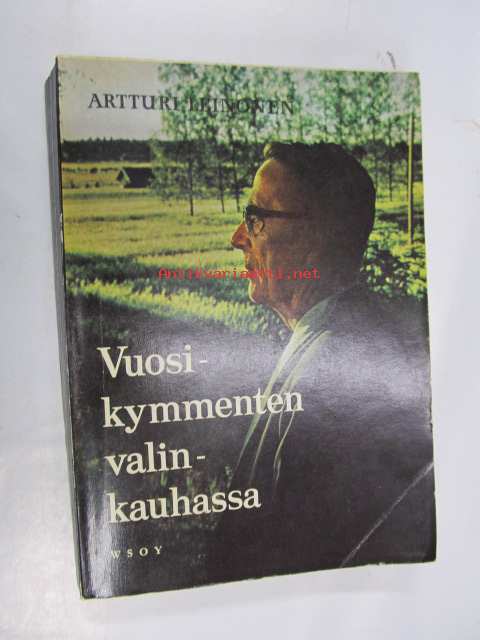 ARTTURI LEINONEN
Antikvariaatti.net
Vuosi-
kymmenten
valin-
kauhassa
WSOY